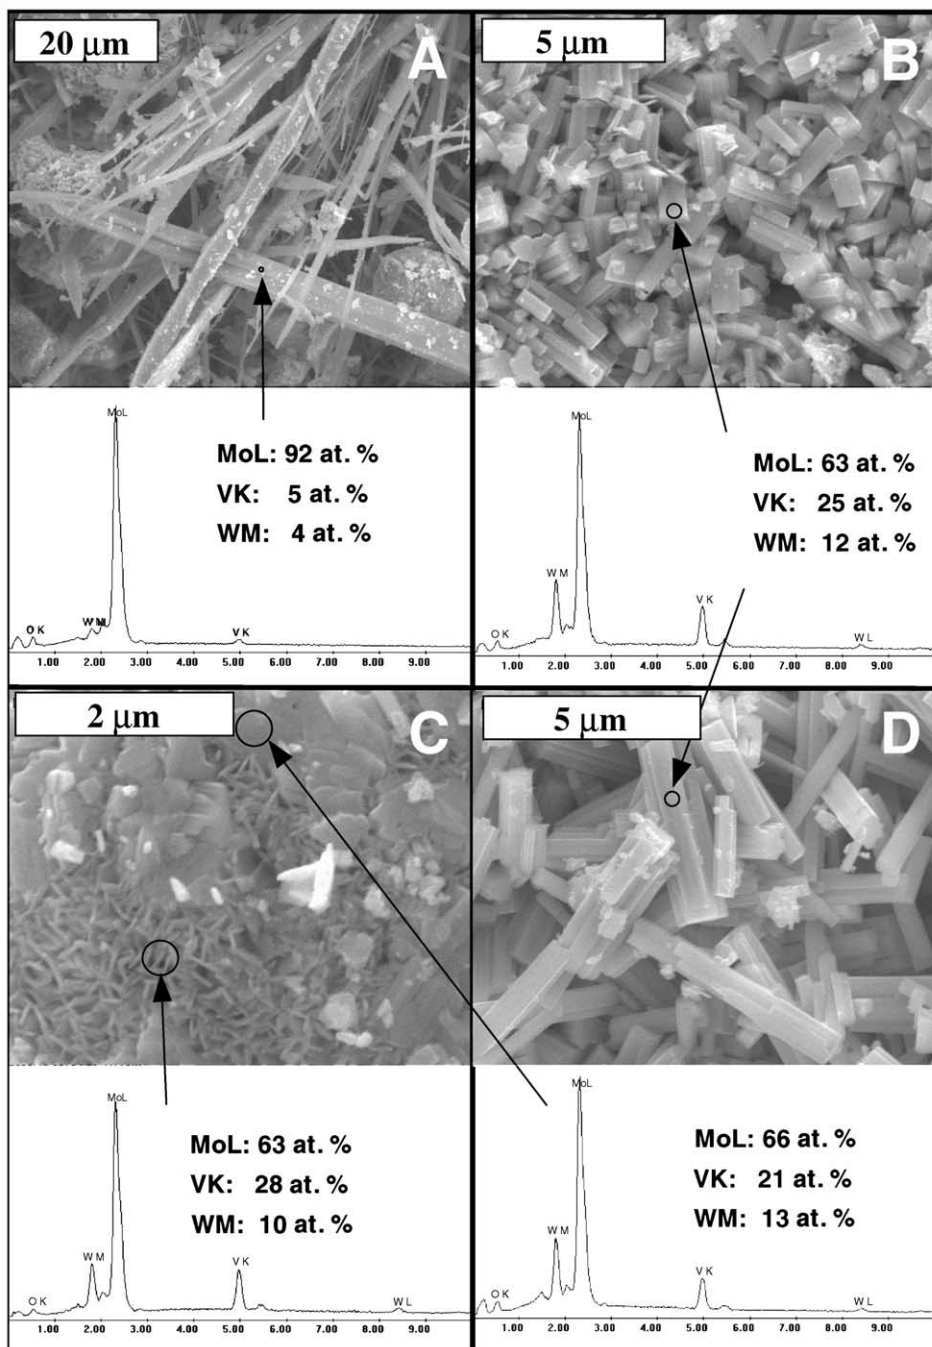 20 µm
A
5 µm
B
MoL
MoL: 92 at. %
VK: 5 at. %
WM: 4 at. %
O K
W M
V K
1.00 2.00 3.00 4.00 5.00 6.00 7.00 8.00 9.00
MoL
MoL: 63 at. %
VK: 25 at. %
WM: 12 at. %
W M
V K
O K
W L
1.00 2.00 3.00 4.00 5.00 6.00 7.00 8.00 9.00
2 µm
C
5 µm
D
MoL
MoL: 63 at. %
VK: 28 at. %
WM: 10 at. %
W M
V K
O K
W L
1.00 2.00 3.00 4.00 5.00 6.00 7.00 8.00 9.00
MoL
MoL: 66 at. %
VK: 21 at. %
WM: 13 at. %
W M
V K
O K
W L
1.00 2.00 3.00 4.00 5.00 6.00 7.00 8.00 9.00